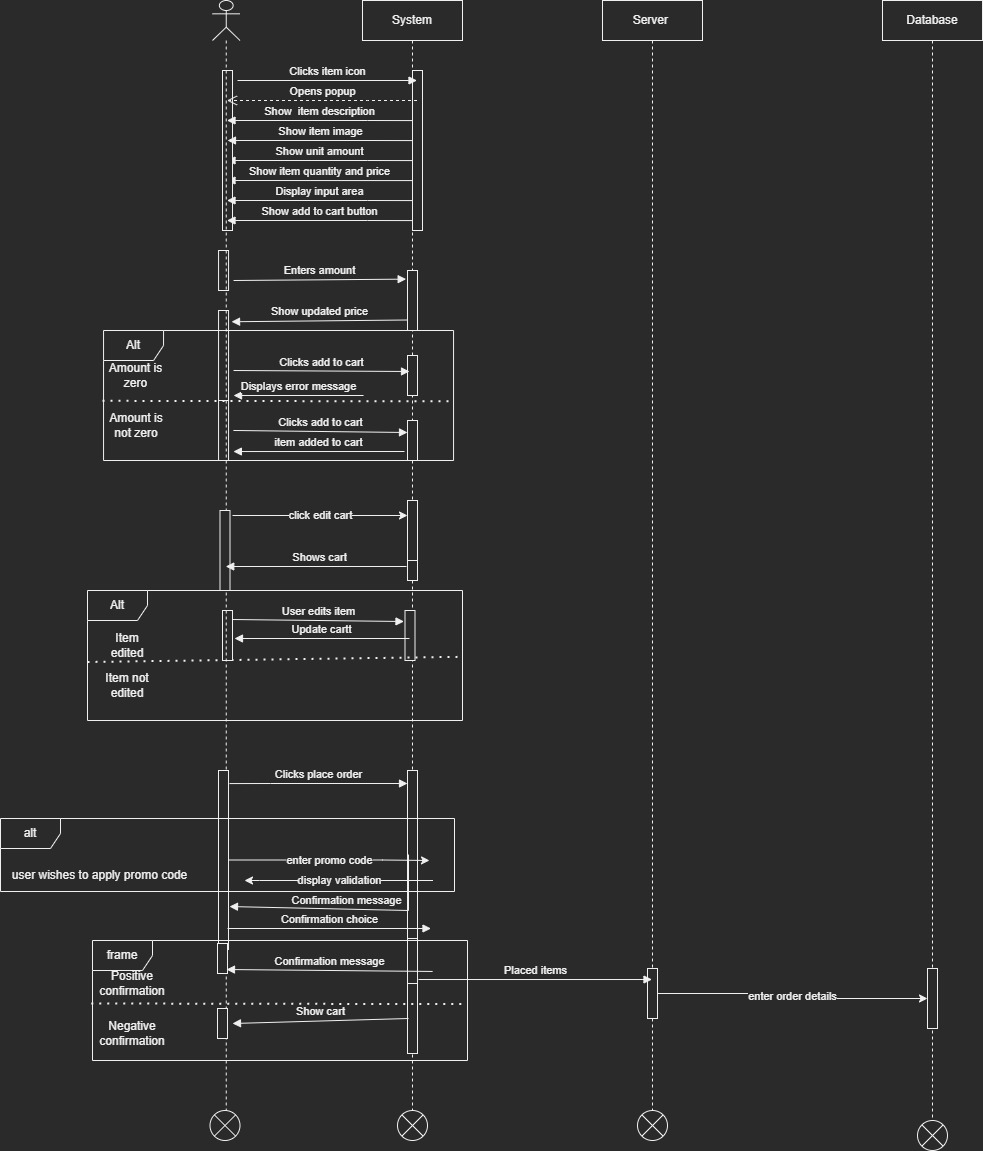 System
Server
Database
Clicks item icon
Opens popup
Show item description
Show item image
Show unit amount
Show item quantity and price
Display input area
Show add to cart button
Enters amount
Show updated price
Alt
Amount is
zero
Clicks add to cart
Displays error message
Amount is
not zero
Clicks add to cart
item added to cart
click edit cart
Shows cart
Alt
User edits item
Update cartt
Item
edited
Item not
edited
Clicks place order
alt
enter promo code
user wishes to apply promo code
display validation
Confirmation message
Confirmation choice
frame
Confirmation message
Placed items
Positive
confirmation
enter order details
Show cart
Negative
confirmation